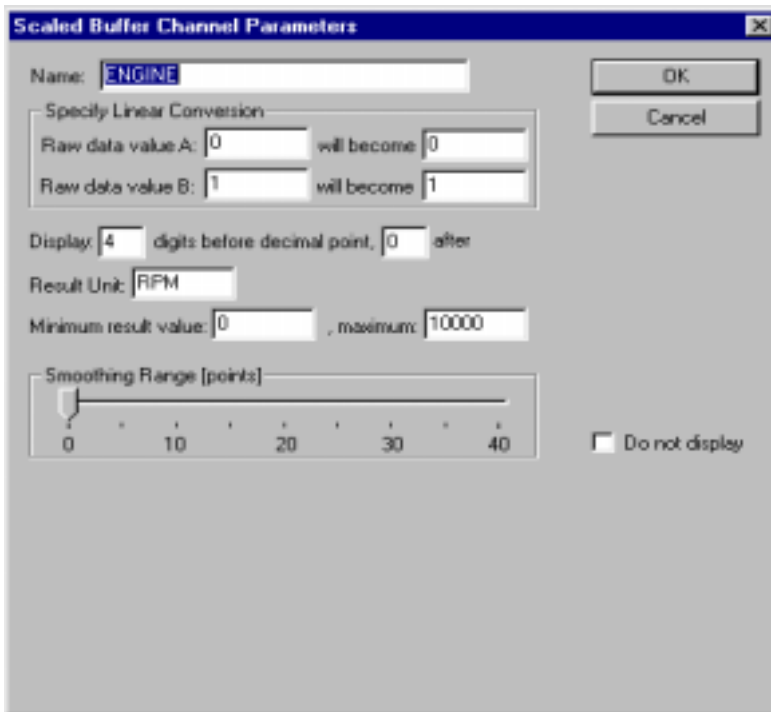 Scaled Buffer Channel Parameters
Name: ENGINE
OK
Cancel
Specify Linear Conversion
Raw data value A: 0 will become 0
Raw data value B: 1 will become 1
Display: 4 digits before decimal point, 0 after
Result Unit: RPM
Minimum result value: 0 , maximum: 10000
Smoothing Range [points]
0 10 20 30 40
Do not display